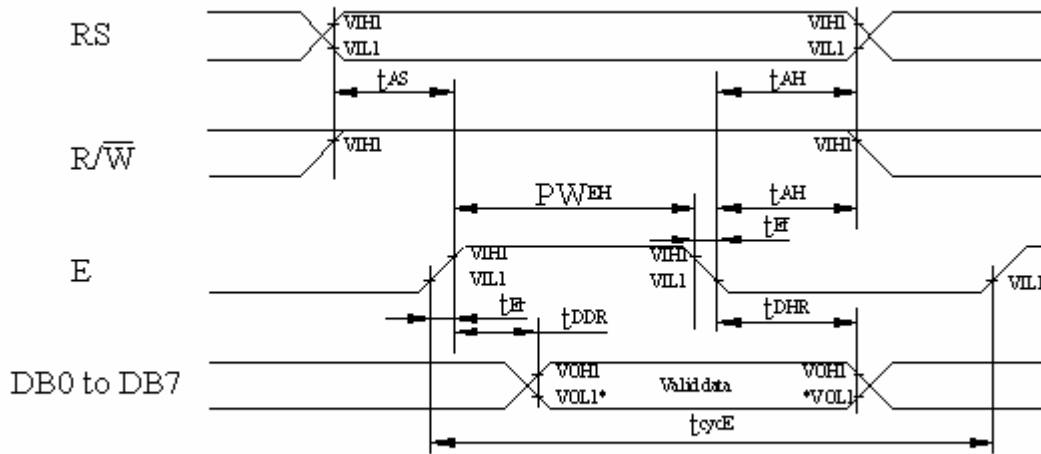 RS
VIH1
VIL1
VIH1
VIL1
tAS
tAH
R/W̅
VIH1
VIH1
PWEH
tAH
tEf
E
VIH1
VIL1
VIH1
VIL1
VIL1
tEr
tDDR
tDHR
DB0 to DB7
VOH1
VOL1*
Valid data
VOH1
*VOL1
tcycE